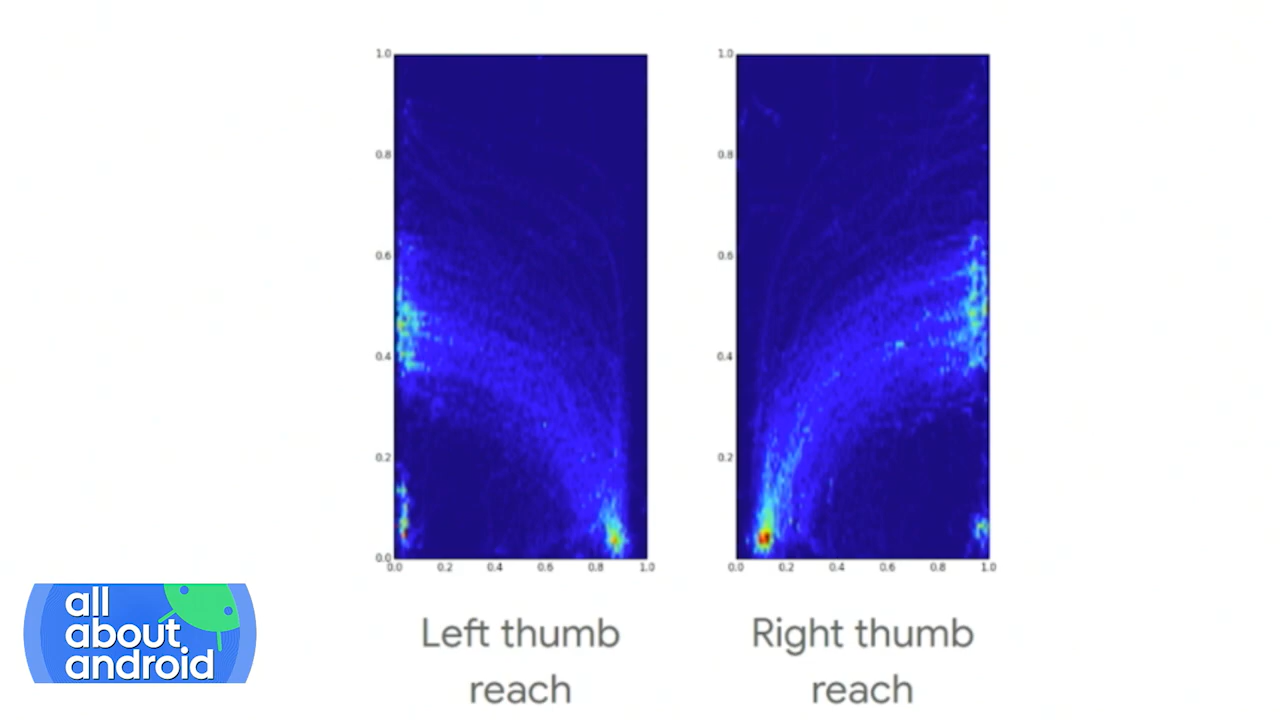 1.0
0.8
0.6
0.4
0.2
0.0
0.0 0.2 0.4 0.6 0.8 1.0
Left thumb
reach
1.0
0.8
0.6
0.4
0.2
0.0 0.2 0.4 0.6 0.8 1.0
Right thumb
reach
all
about
android